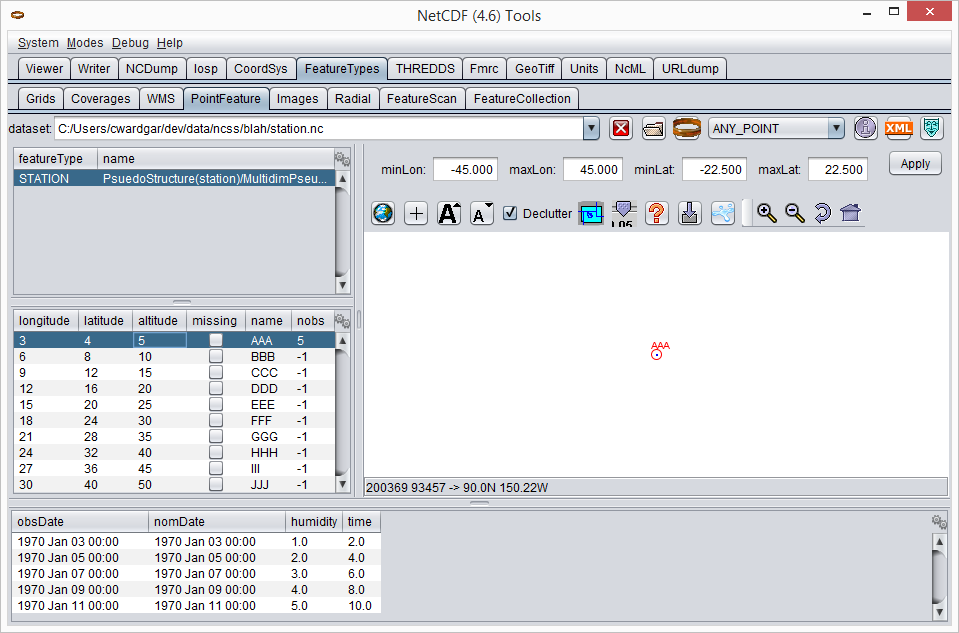 NetCDF (4.6) Tools
System Modes Debug Help
Viewer Writer NCDump Iosp CoordSys FeatureTypes THREDDS Fmrc GeoTiff Units NcML URLdump
Grids Coverages WMS PointFeature Images Radial FeatureScan FeatureCollection
dataset: C:/Users/cwardgar/dev/data/ncss/blah/station.nc ANY_POINT XML
featureType name
STATION PsuedoStructure(station)/MultidimPseu...
minLon: -45.000 maxLon: 45.000 minLat: -22.500 maxLat: 22.500 Apply
A A Declutter ?
longitude latitude altitude missing name nobs
3 4 5 AAA 5
6 8 10 BBB -1
9 12 15 CCC -1
12 16 20 DDD -1
15 20 25 EEE -1
18 24 30 FFF -1
21 28 35 GGG -1
24 32 40 HHH -1
27 36 45 III -1
30 40 50 JJJ -1
AAA
200369 93457 -> 90.0N 150.22W
obsDate nomDate humidity time
1970 Jan 03 00:00 1970 Jan 03 00:00 1.0 2.0
1970 Jan 05 00:00 1970 Jan 05 00:00 2.0 4.0
1970 Jan 07 00:00 1970 Jan 07 00:00 3.0 6.0
1970 Jan 09 00:00 1970 Jan 09 00:00 4.0 8.0
1970 Jan 11 00:00 1970 Jan 11 00:00 5.0 10.0